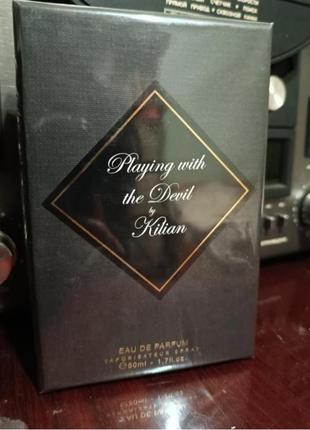 Playing with
the Devil
by
Kilian
EAU DE PARFUM
VAPORISATEUR SPRAY
50ml • 1.7fl.oz.